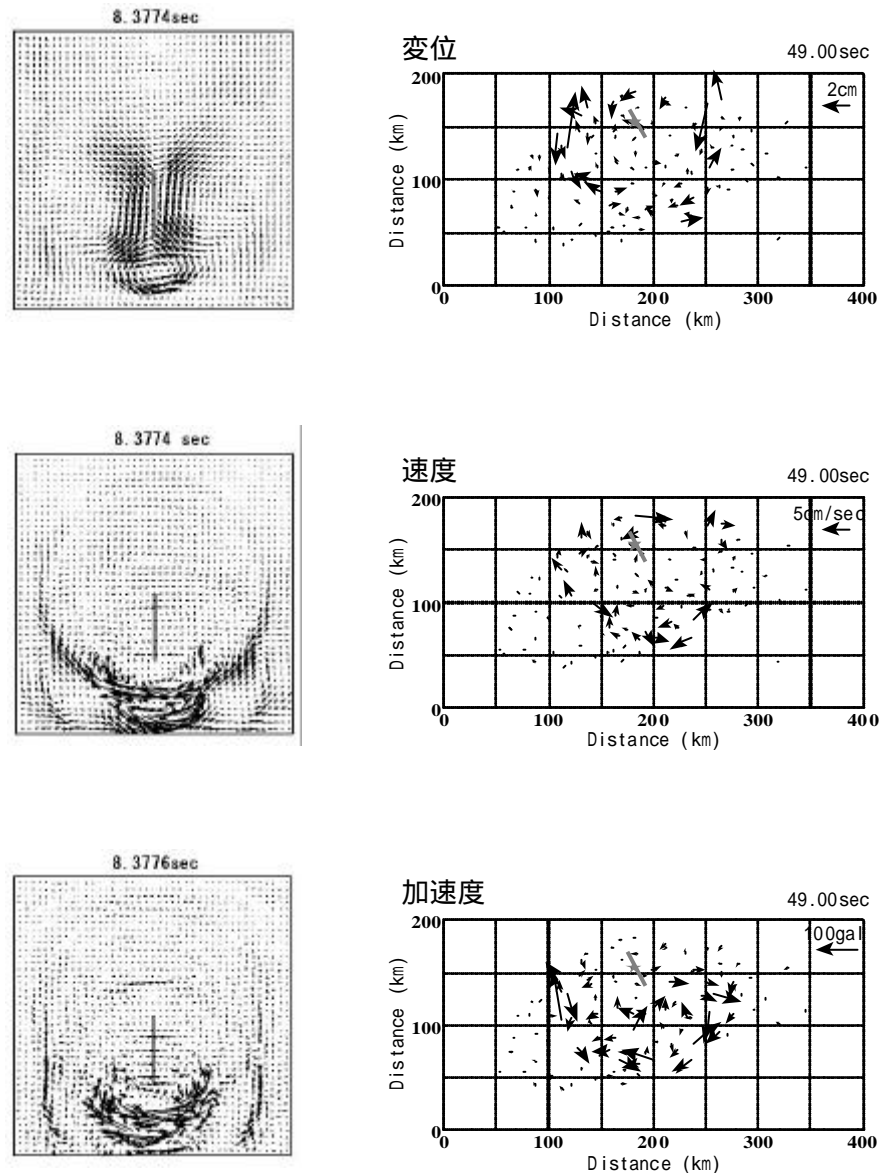 8.3774sec
変位
49.00sec
2cm
200
100
0
Distance (km)
0 100 200 300 400
Distance (km)
8.3774 sec
速度
49.00sec
5cm/sec
200
100
0
Distance (km)
0 100 200 300 400
Distance (km)
8.3776sec
加速度
49.00sec
100gal
200
100
0
Distance (km)
0 100 200 300 400
Distance (km)